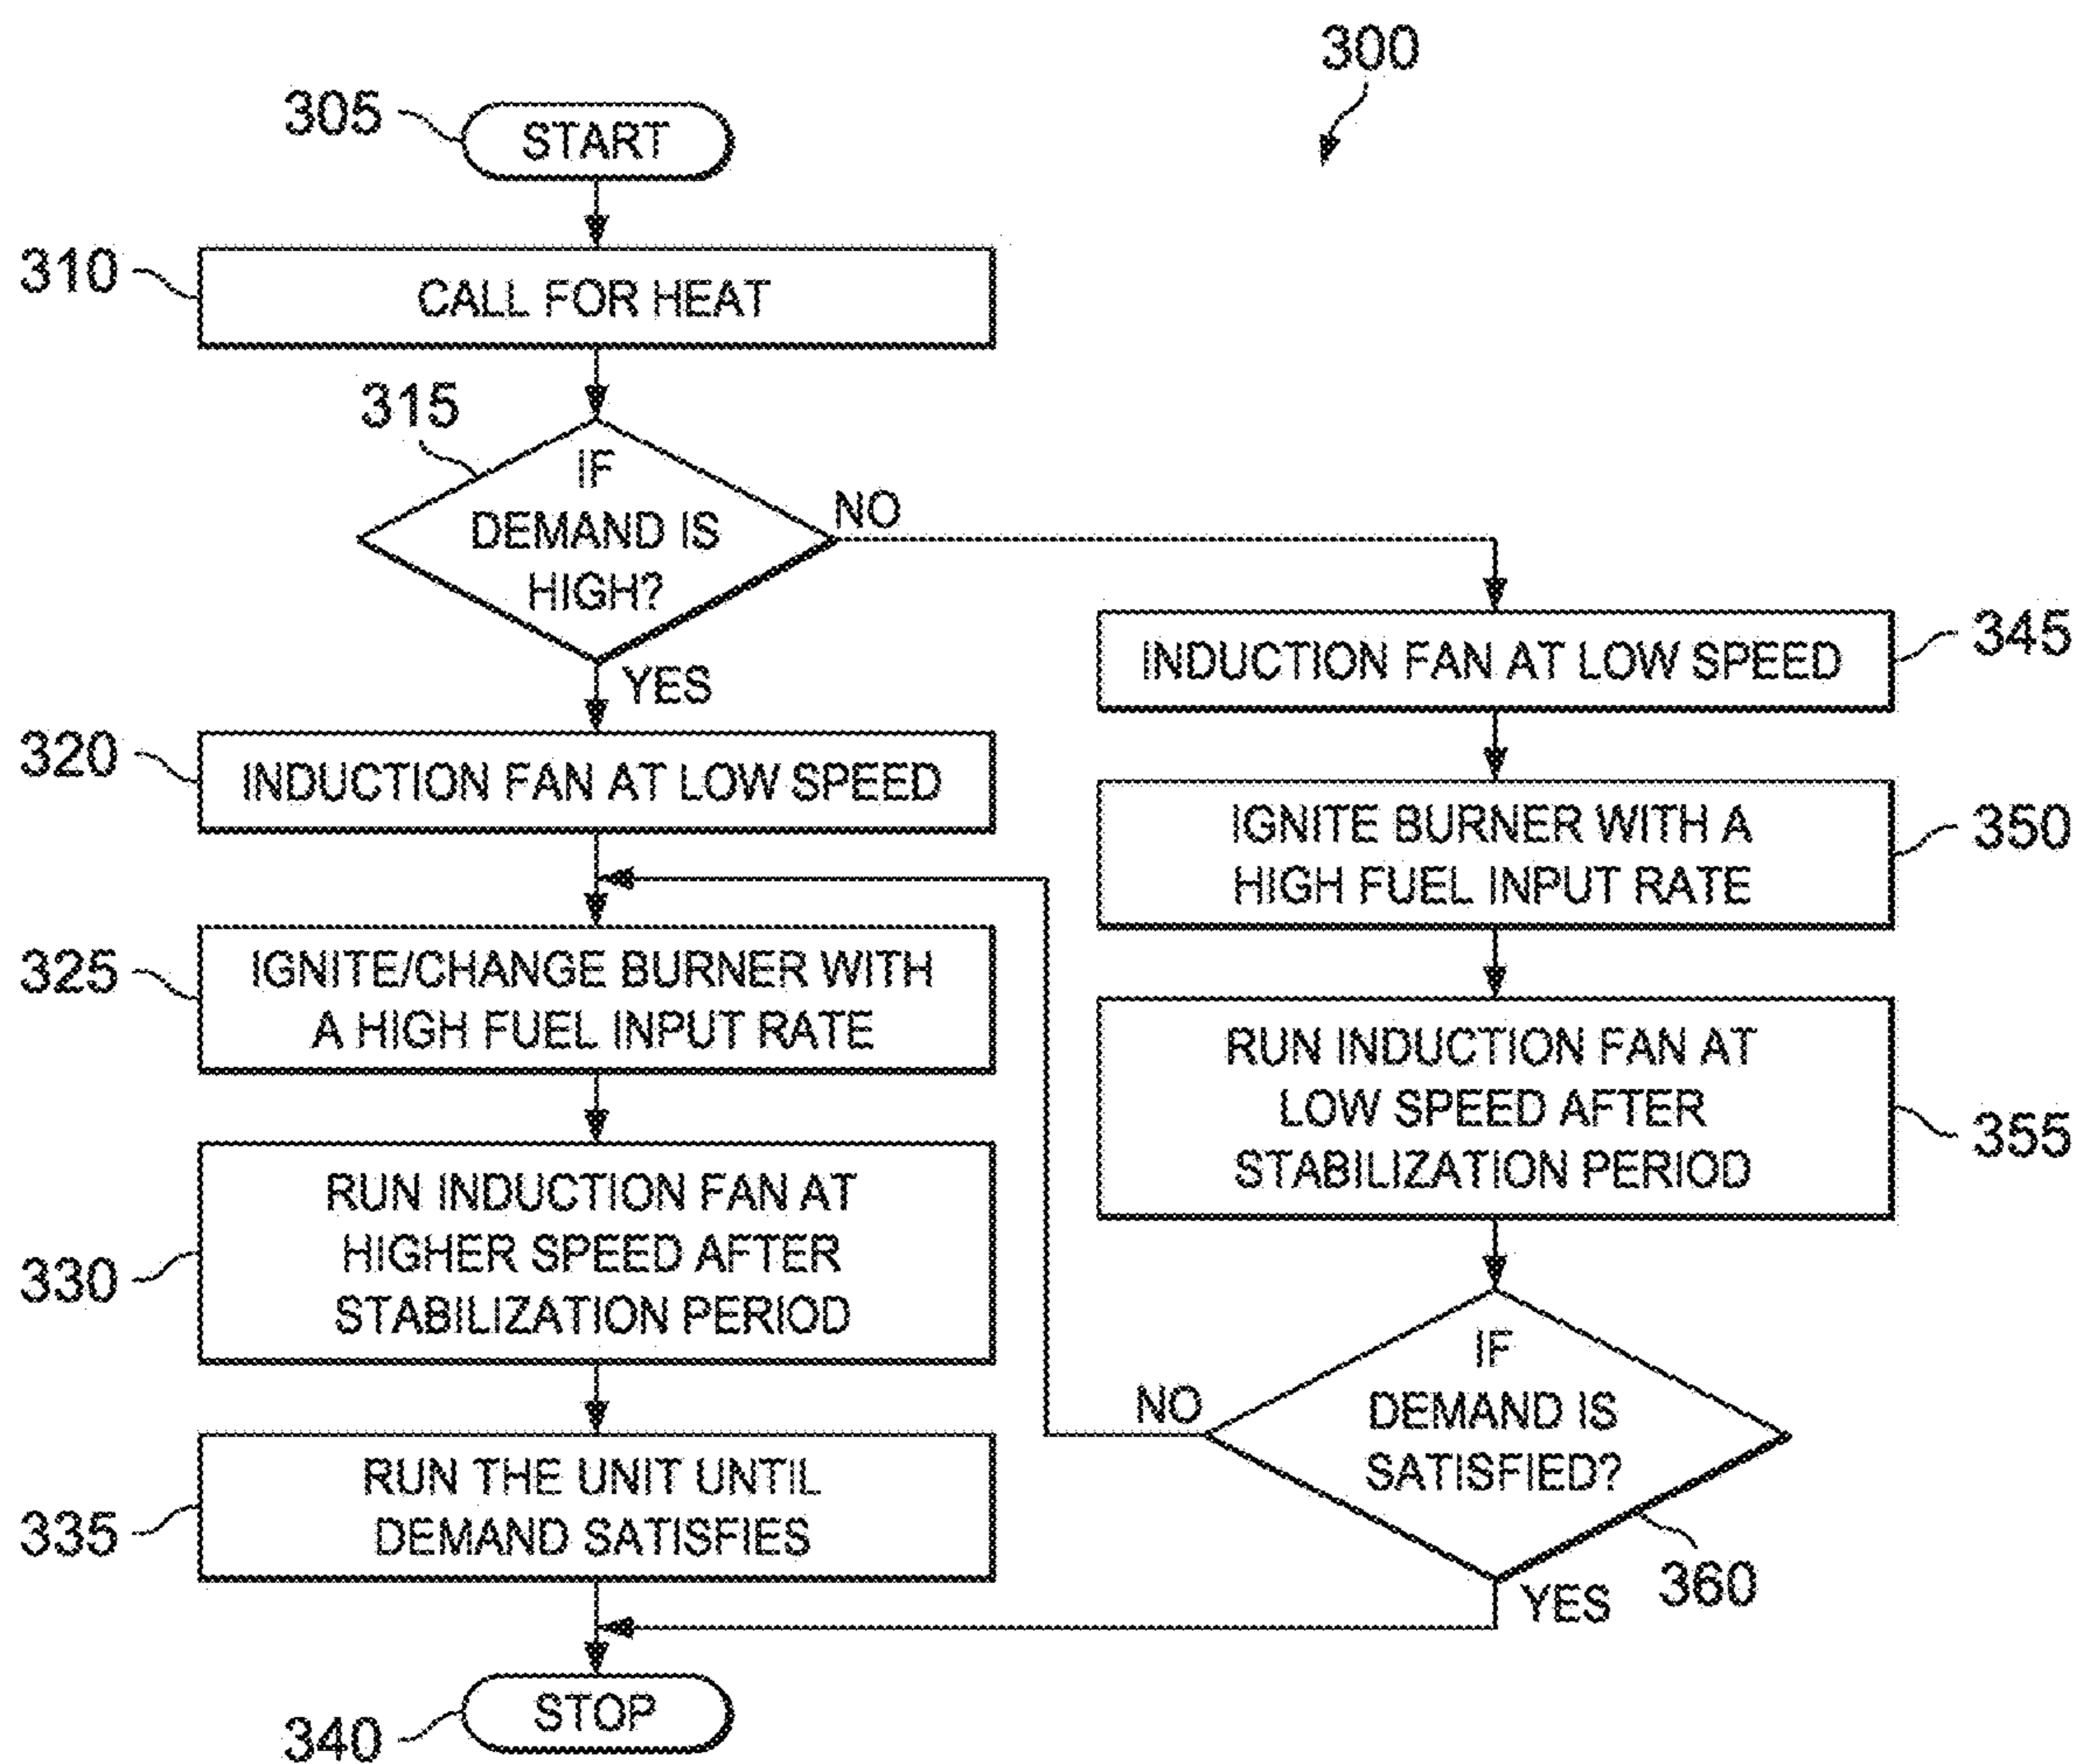 300
305
START
310
CALL FOR HEAT
315
IF
DEMAND IS
HIGH?
NO
YES
320
INDUCTION FAN AT LOW SPEED
325
IGNITE/CHANGE BURNER WITH
A HIGH FUEL INPUT RATE
330
RUN INDUCTION FAN AT
HIGHER SPEED AFTER
STABILIZATION PERIOD
335
RUN THE UNIT UNTIL
DEMAND SATISFIES
340
STOP
INDUCTION FAN AT LOW SPEED
345
IGNITE BURNER WITH A
HIGH FUEL INPUT RATE
350
RUN INDUCTION FAN AT
LOW SPEED AFTER
STABILIZATION PERIOD
355
IF
DEMAND IS
SATISFIED?
NO
YES
360